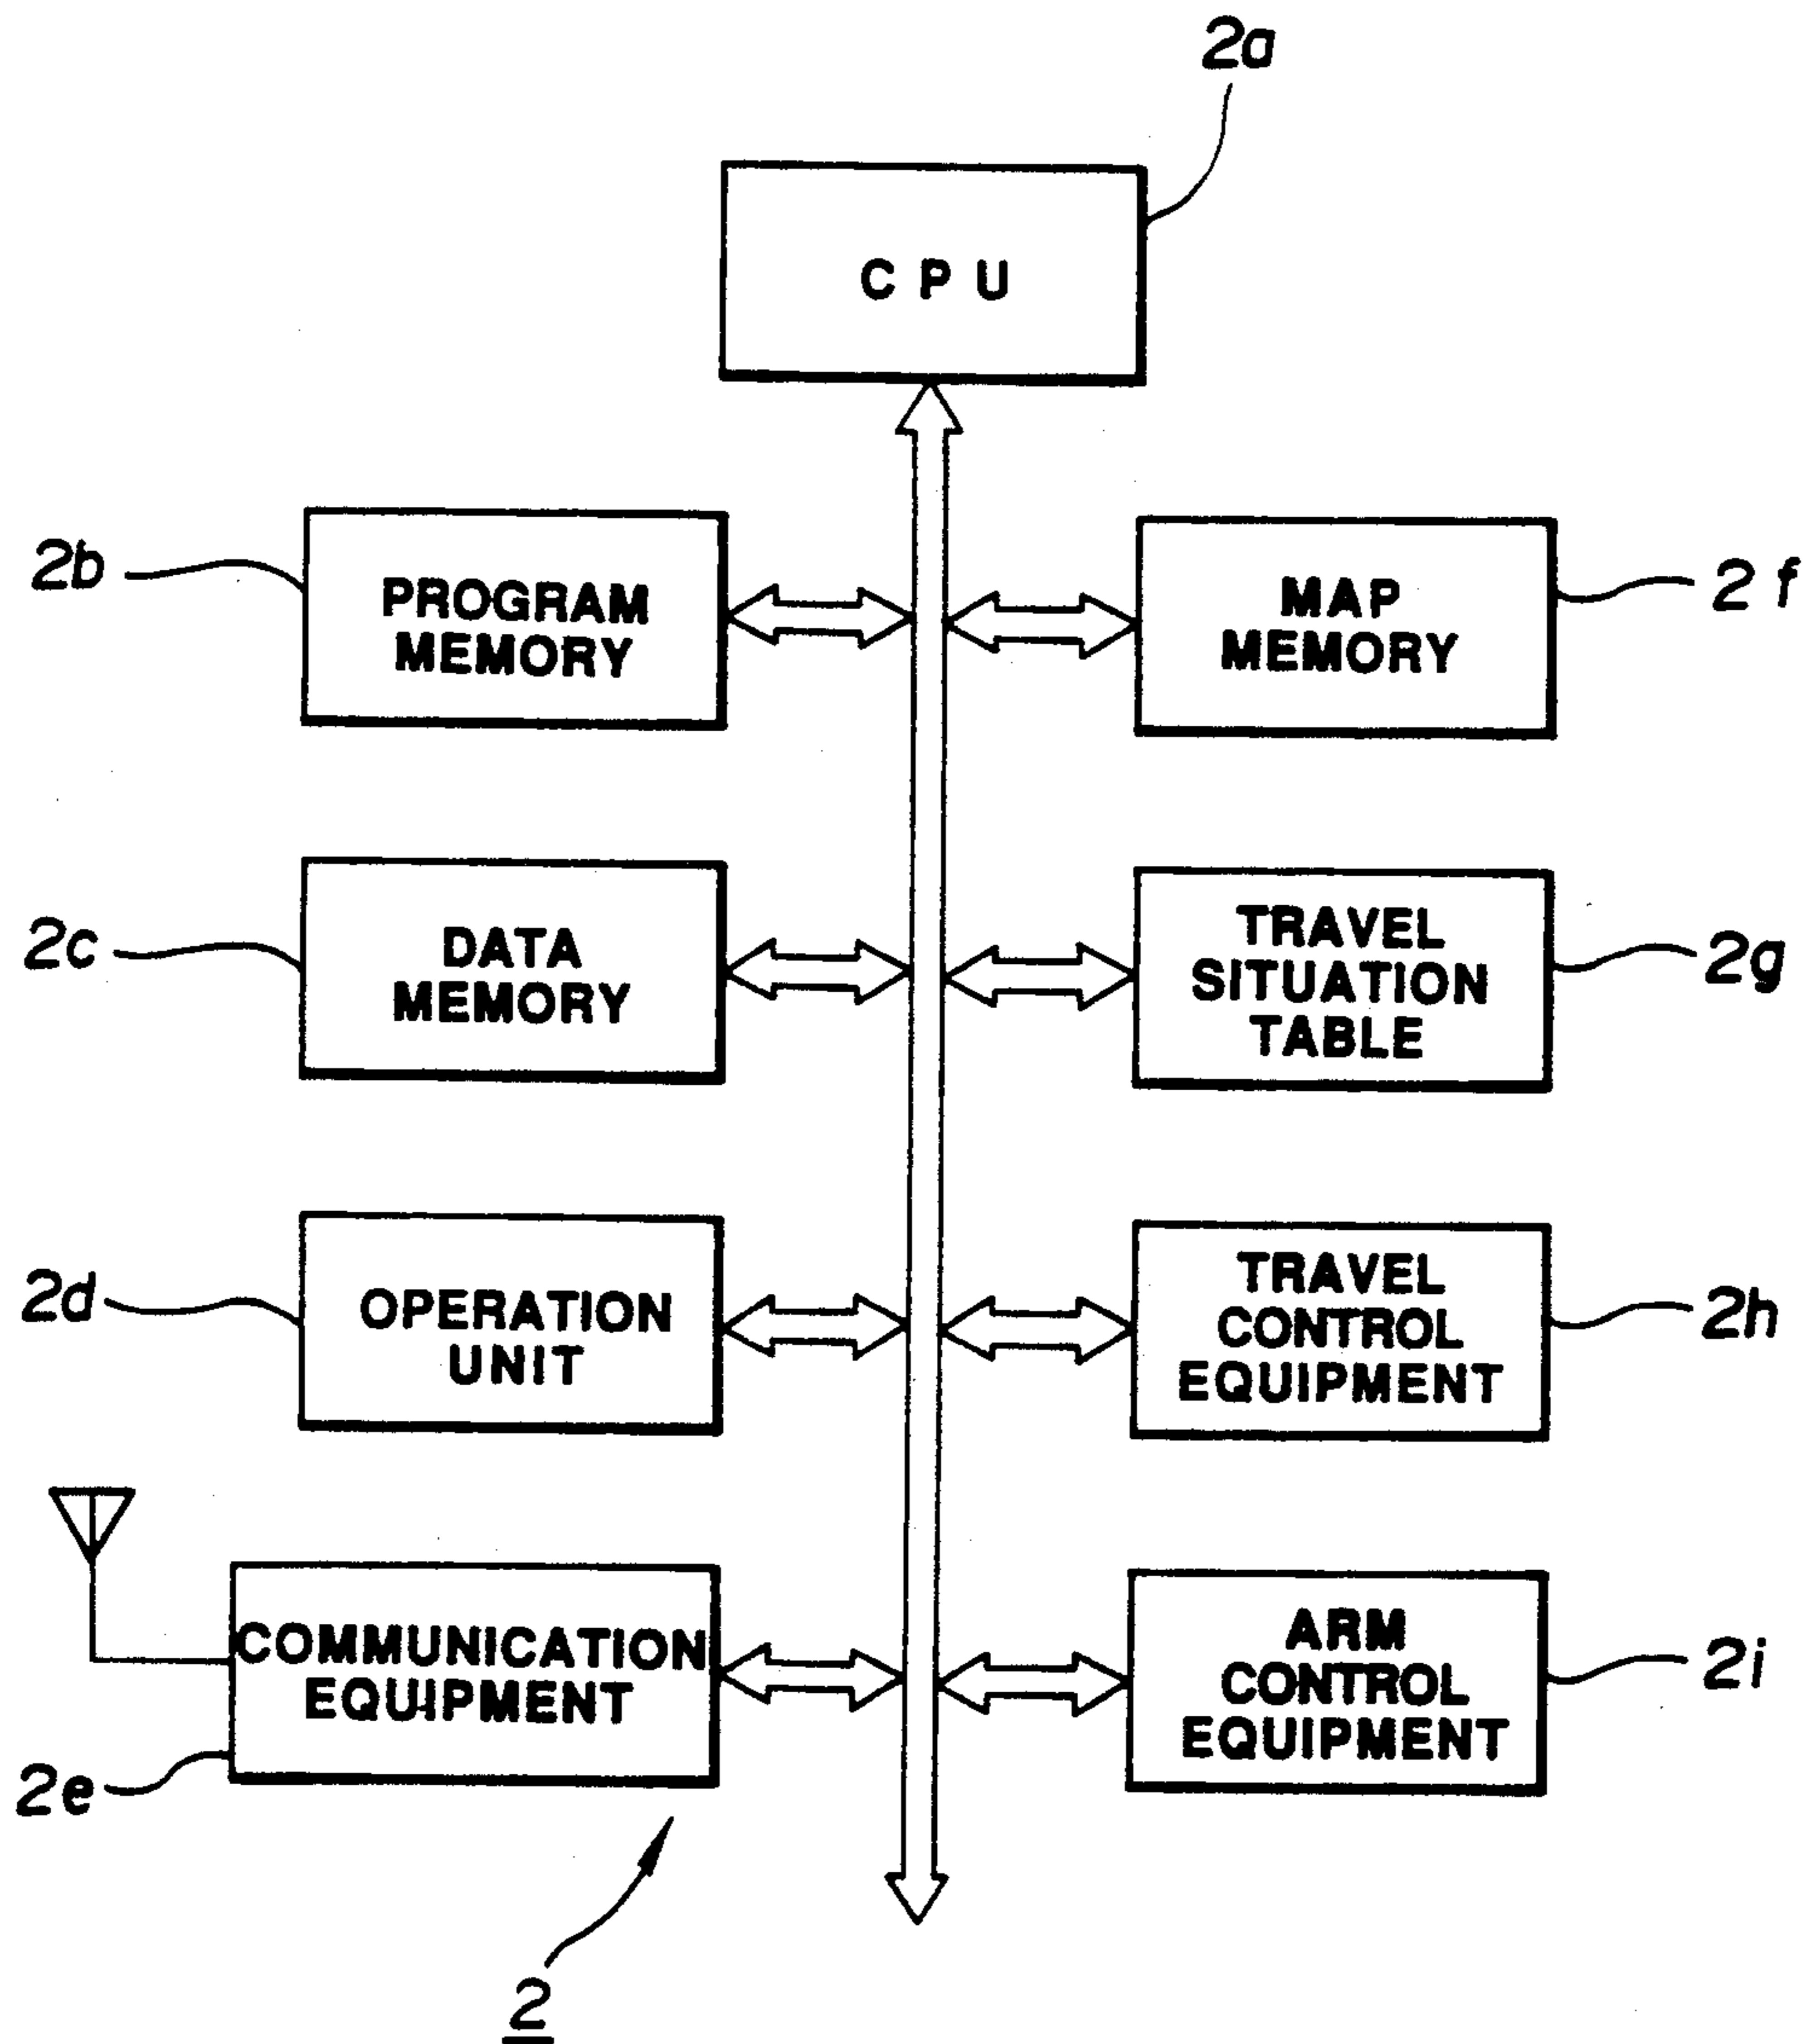 2a
CPU
2b
PROGRAM
MEMORY
MAP
MEMORY
2f
2c
DATA
MEMORY
TRAVEL
SITUATION
TABLE
2g
2d
OPERATION
UNIT
TRAVEL
CONTROL
EQUIPMENT
2h
COMMUNICATION
EQUIPMENT
2e
ARM
CONTROL
EQUIPMENT
2i
2